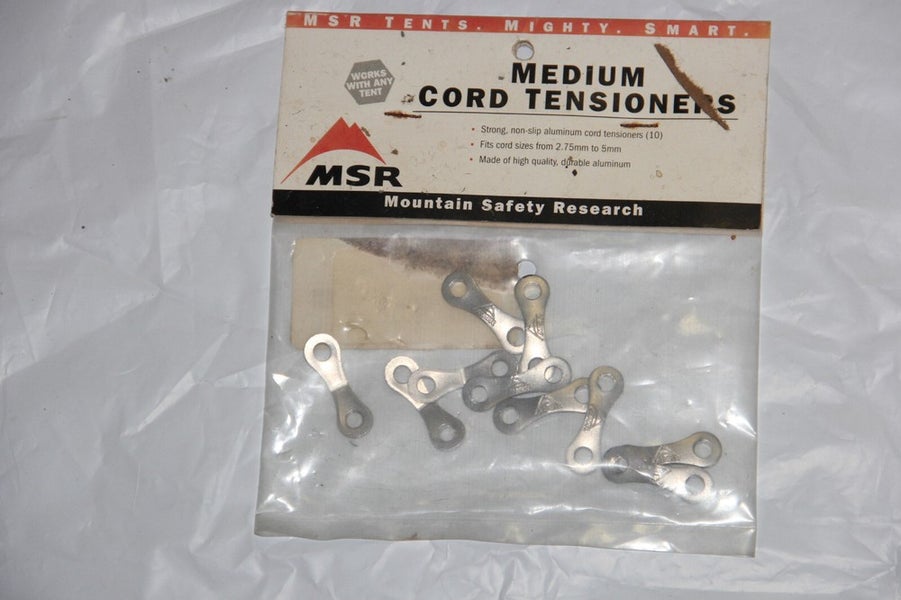 MSR TENTS. MIGHTY. SMART.
WORKS
WITH ANY
TENT
MEDIUM
CORD TENSIONERS
• Strong, non-slip aluminum cord tensioners (10)
• Fits cord sizes from 2.75mm to 5mm
• Made of high quality, durable aluminum
MSR
Mountain Safety Research